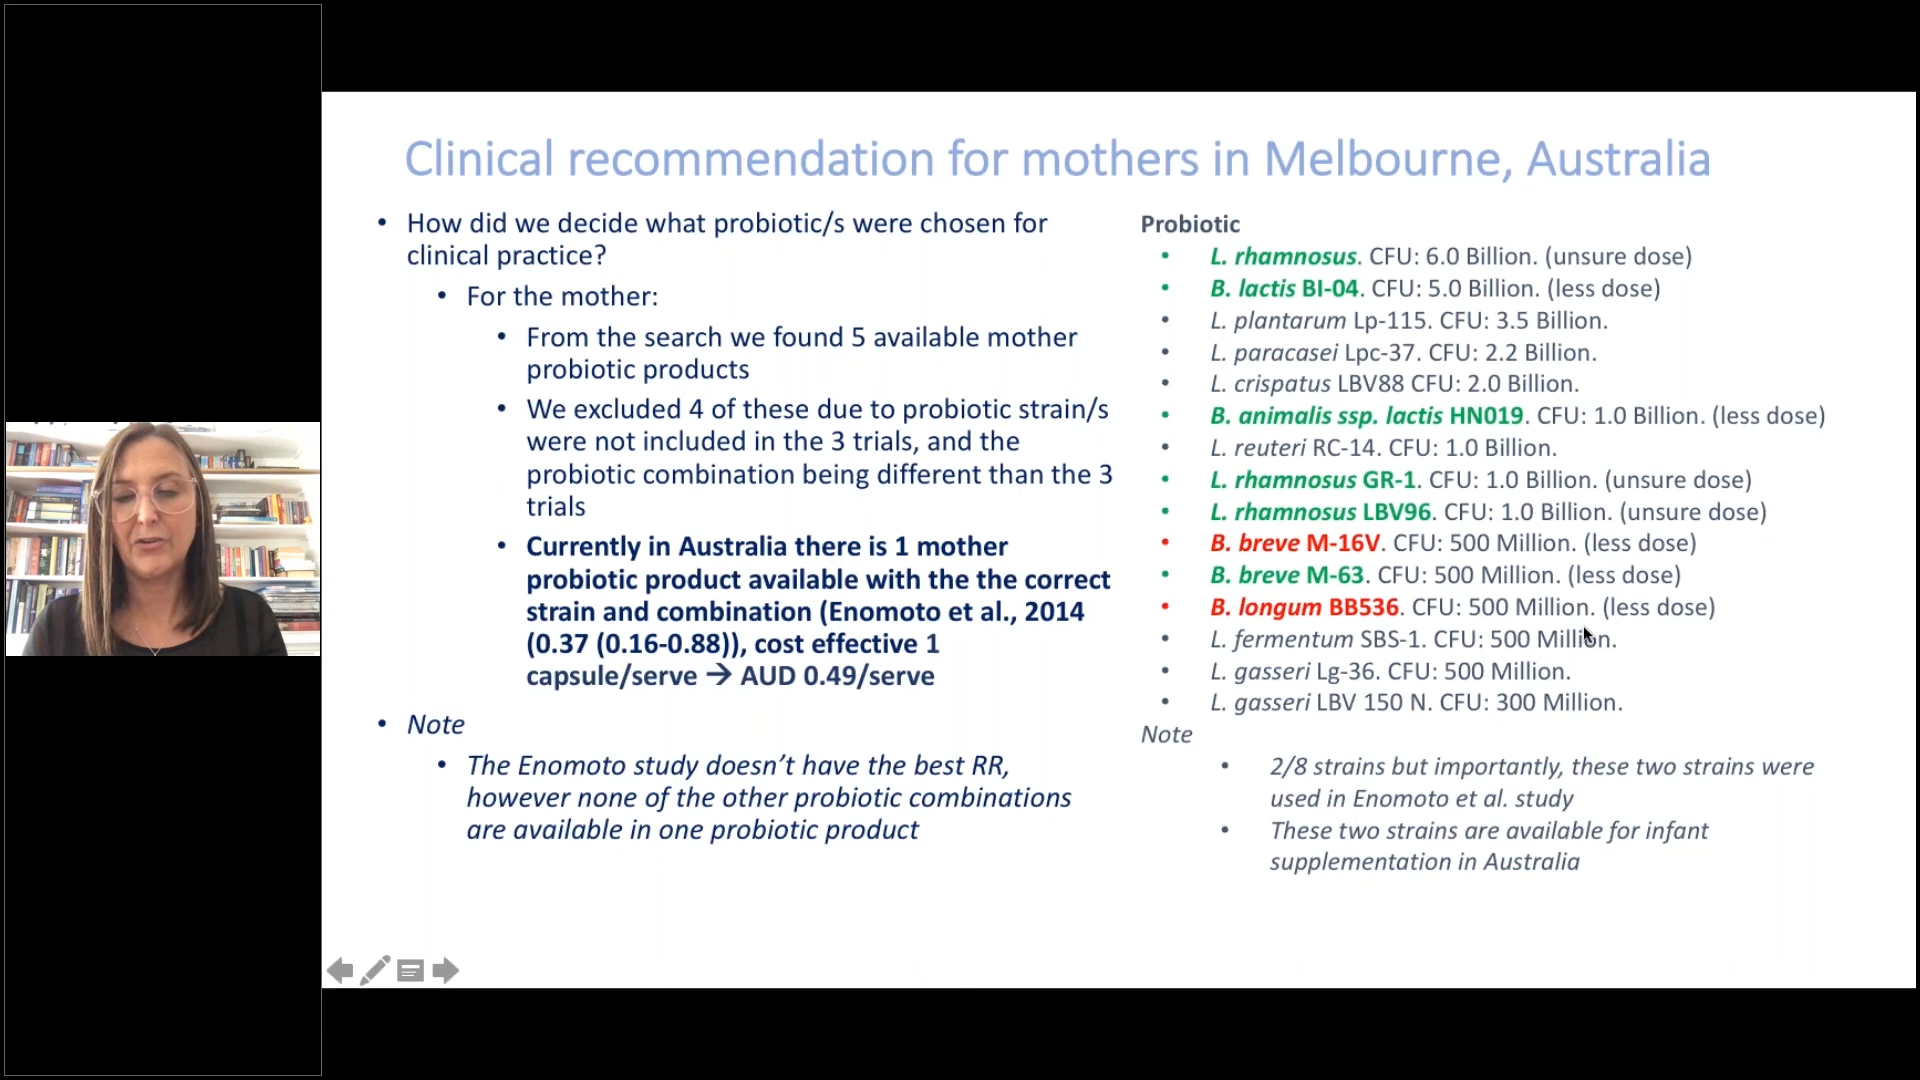 Clinical recommendation for mothers in Melbourne, Australia
• How did we decide what probiotic/s were chosen for
clinical practice?
• For the mother:
• From the search we found 5 available mother
probiotic products
• We excluded 4 of these due to probiotic strain/s
were not included in the 3 trials, and the
probiotic combination being different than the 3
trials
• Currently in Australia there is 1 mother
probiotic product available with the the correct
strain and combination (Enomoto et al., 2014
(0.37 (0.16-0.88)), cost effective 1
capsule/serve → AUD 0.49/serve
• Note
• The Enomoto study doesn’t have the best RR,
however none of the other probiotic combinations
are available in one probiotic product
Probiotic
• L. rhamnosus. CFU: 6.0 Billion. (unsure dose)
• B. lactis BI-04. CFU: 5.0 Billion. (less dose)
• L. plantarum Lp-115. CFU: 3.5 Billion.
• L. paracasei Lpc-37. CFU: 2.2 Billion.
• L. crispatus LBV88 CFU: 2.0 Billion.
• B. animalis ssp. lactis HN019. CFU: 1.0 Billion. (less dose)
• L. reuteri RC-14. CFU: 1.0 Billion.
• L. rhamnosus GR-1. CFU: 1.0 Billion. (unsure dose)
• L. rhamnosus LBV96. CFU: 1.0 Billion. (unsure dose)
• B. breve M-16V. CFU: 500 Million. (less dose)
• B. breve M-63. CFU: 500 Million. (less dose)
• B. longum BB536. CFU: 500 Million. (less dose)
• L. fermentum SBS-1. CFU: 500 Million.
• L. gasseri Lg-36. CFU: 500 Million.
• L. gasseri LBV 150 N. CFU: 300 Million.
Note
• 2/8 strains but importantly, these two strains were
used in Enomoto et al. study
• These two strains are available for infant
supplementation in Australia